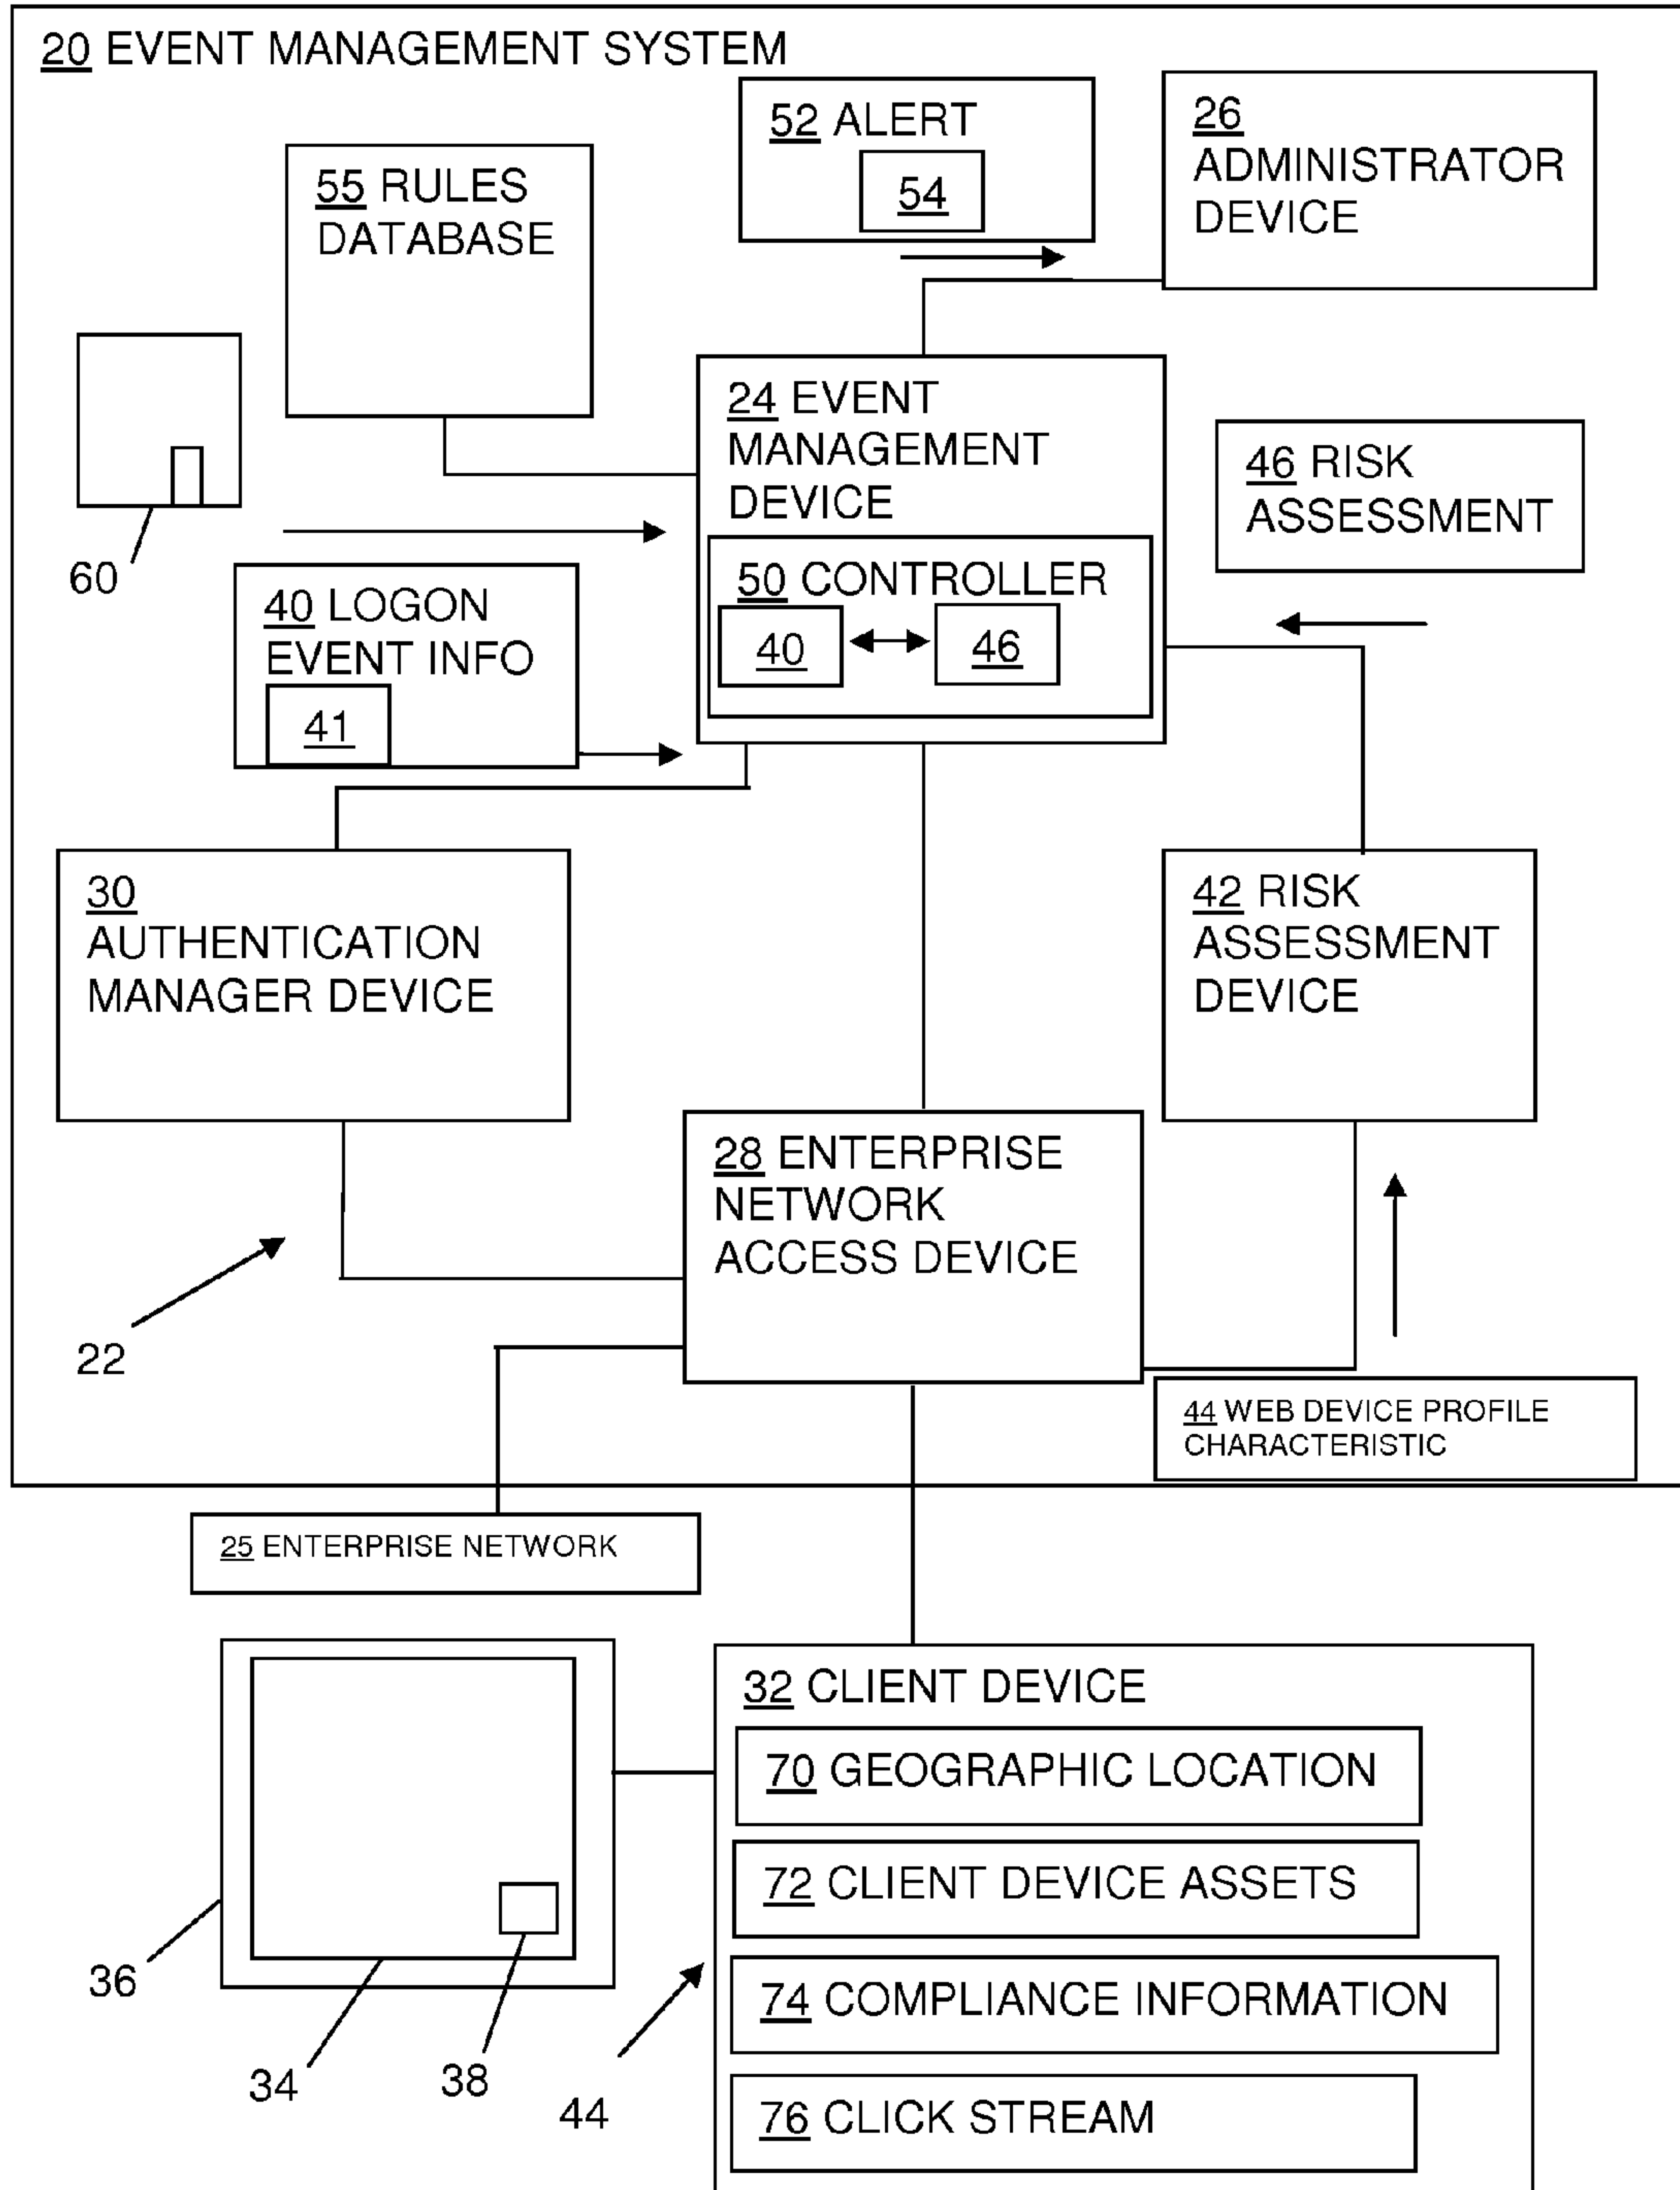 20 EVENT MANAGEMENT SYSTEM
52 ALERT
54
26
ADMINISTRATOR
DEVICE
55 RULES
DATABASE
60
24 EVENT
MANAGEMENT
DEVICE
50 CONTROLLER
40
46
46 RISK
ASSESSMENT
40 LOGON
EVENT INFO
41
30
AUTHENTICATION
MANAGER DEVICE
42 RISK
ASSESSMENT
DEVICE
28 ENTERPRISE
NETWORK
ACCESS DEVICE
22
44 WEB DEVICE PROFILE
CHARACTERISTIC
25 ENTERPRISE NETWORK
32 CLIENT DEVICE
70 GEOGRAPHIC LOCATION
72 CLIENT DEVICE ASSETS
74 COMPLIANCE INFORMATION
76 CLICK STREAM
36
34
38
44